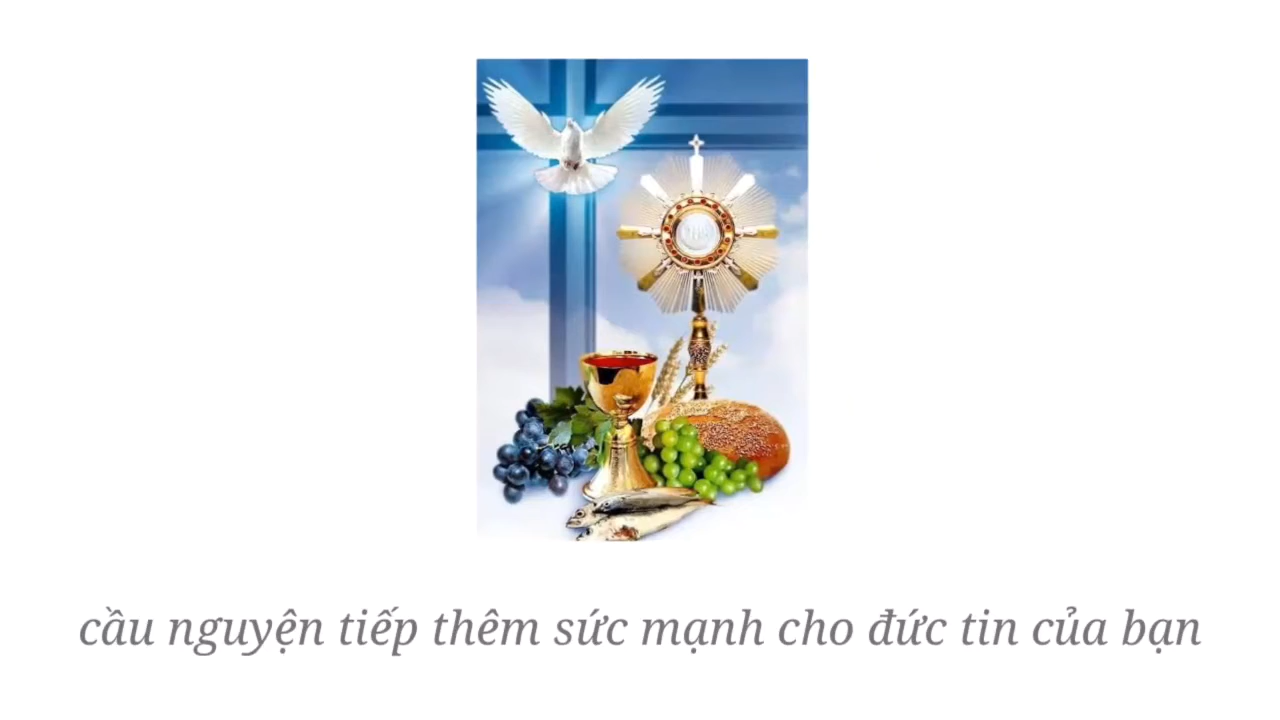 cầu nguyện tiếp thêm sức mạnh cho đức tin của bạn